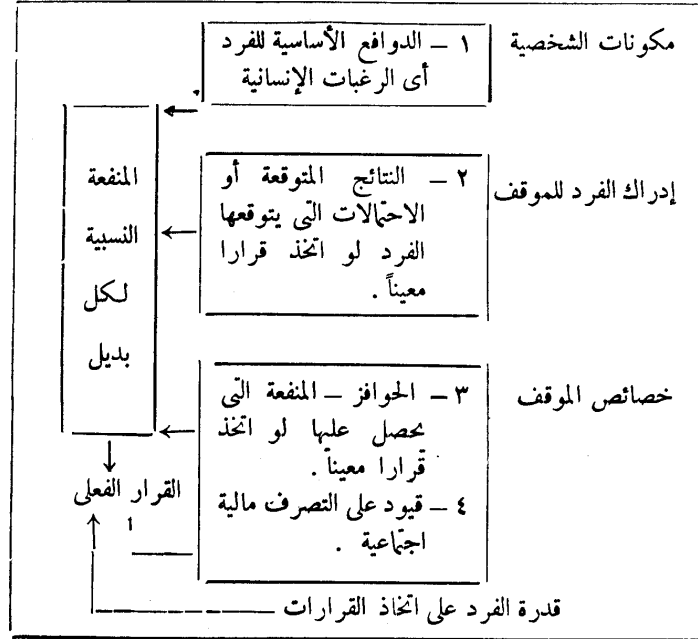 مكونات الشخصية
١ – الدوافع الأساسية للفرد
أى الرغبات الإنسانية
إدراك الفرد للموقف
٢ – النتائج المتوقعة أو
الاحتمالات التى يتوقعها
الفرد لو اتخذ قرارا
معيناً .
خصائص الموقف
٣ – الحوافز – المنفعة التى
يحصل عليها لو اتخذ
قرارا معيناً .
٤ – قيود على التصرف مالية
اجتماعية .
المنفعة
النسبية
لكل
بديل
القرار الفعلى
قدرة الفرد على اتخاذ القرارات